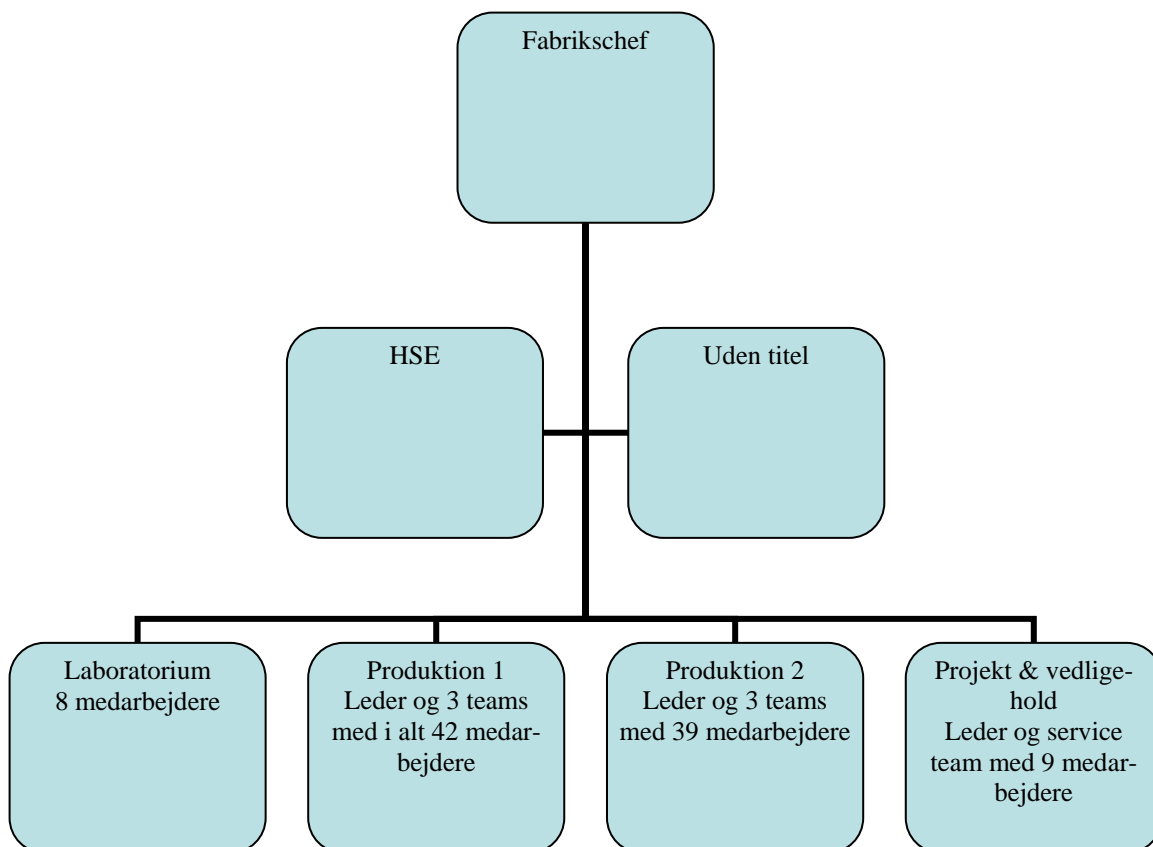 Fabrikschef
HSE
Uden titel
Laboratorium
8 medarbejdere
Produktion 1
Leder og 3 teams
med i alt 42 medar-
bejdere
Produktion 2
Leder og 3 teams
med 39 medarbejdere
Projekt & vedlige-
hold
Leder og service
team med 9 medar-
bejdere